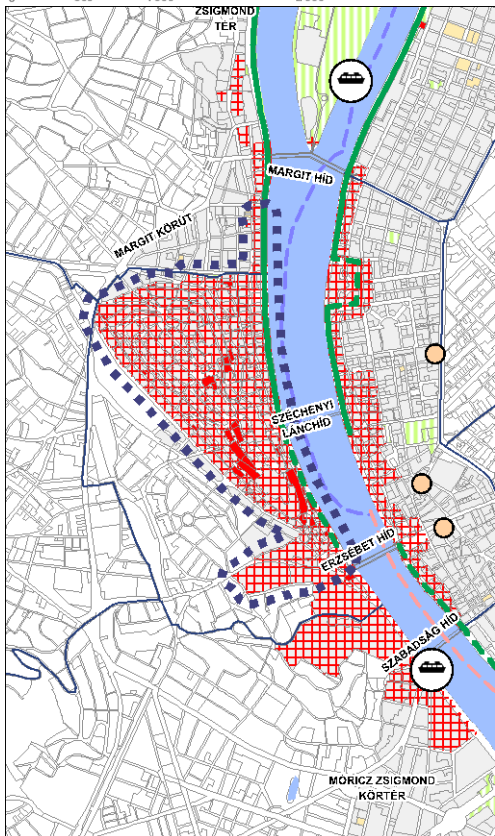 ZSIGMOND
TÉR
MARGIT HÍD
MARGIT KÖRÚT
SZÉCHENYI
LÁNCHÍD
ERZSÉBET HÍD
SZABADSÁG HÍD
MÓRICZ ZSIGMOND
KÖRTÉR